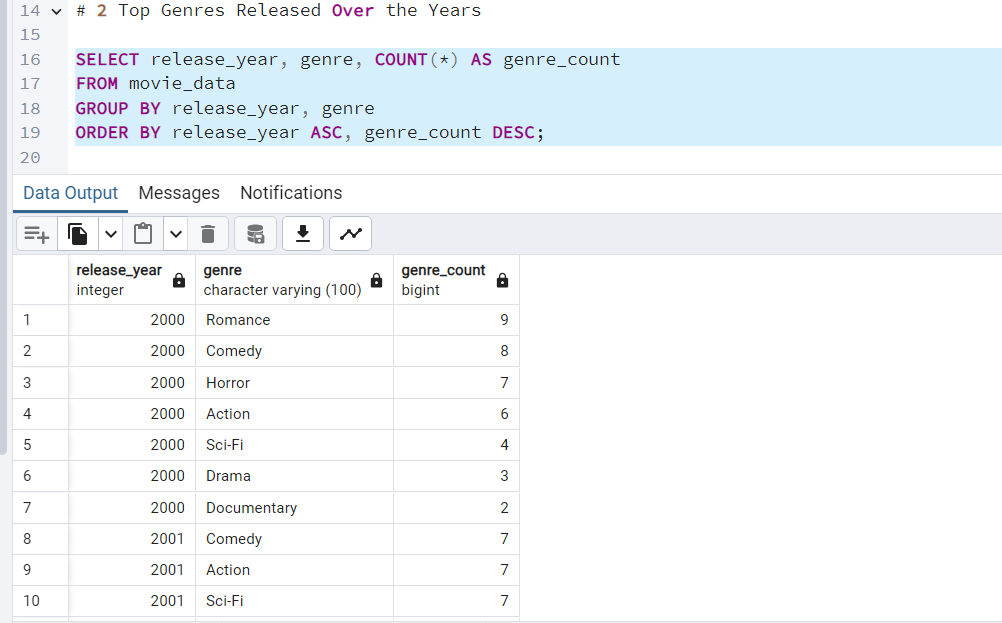 14 # 2 Top Genres Released Over the Years
15
16 SELECT release_year, genre, COUNT(*) AS genre_count
17 FROM movie_data
18 GROUP BY release_year, genre
19 ORDER BY release_year ASC, genre_count DESC;
20
Data Output Messages Notifications
release_year genre genre_count
integer character varying (100) bigint
1 2000 Romance 9
2 2000 Comedy 8
3 2000 Horror 7
4 2000 Action 6
5 2000 Sci-Fi 4
6 2000 Drama 3
7 2000 Documentary 2
8 2001 Comedy 7
9 2001 Action 7
10 2001 Sci-Fi 7